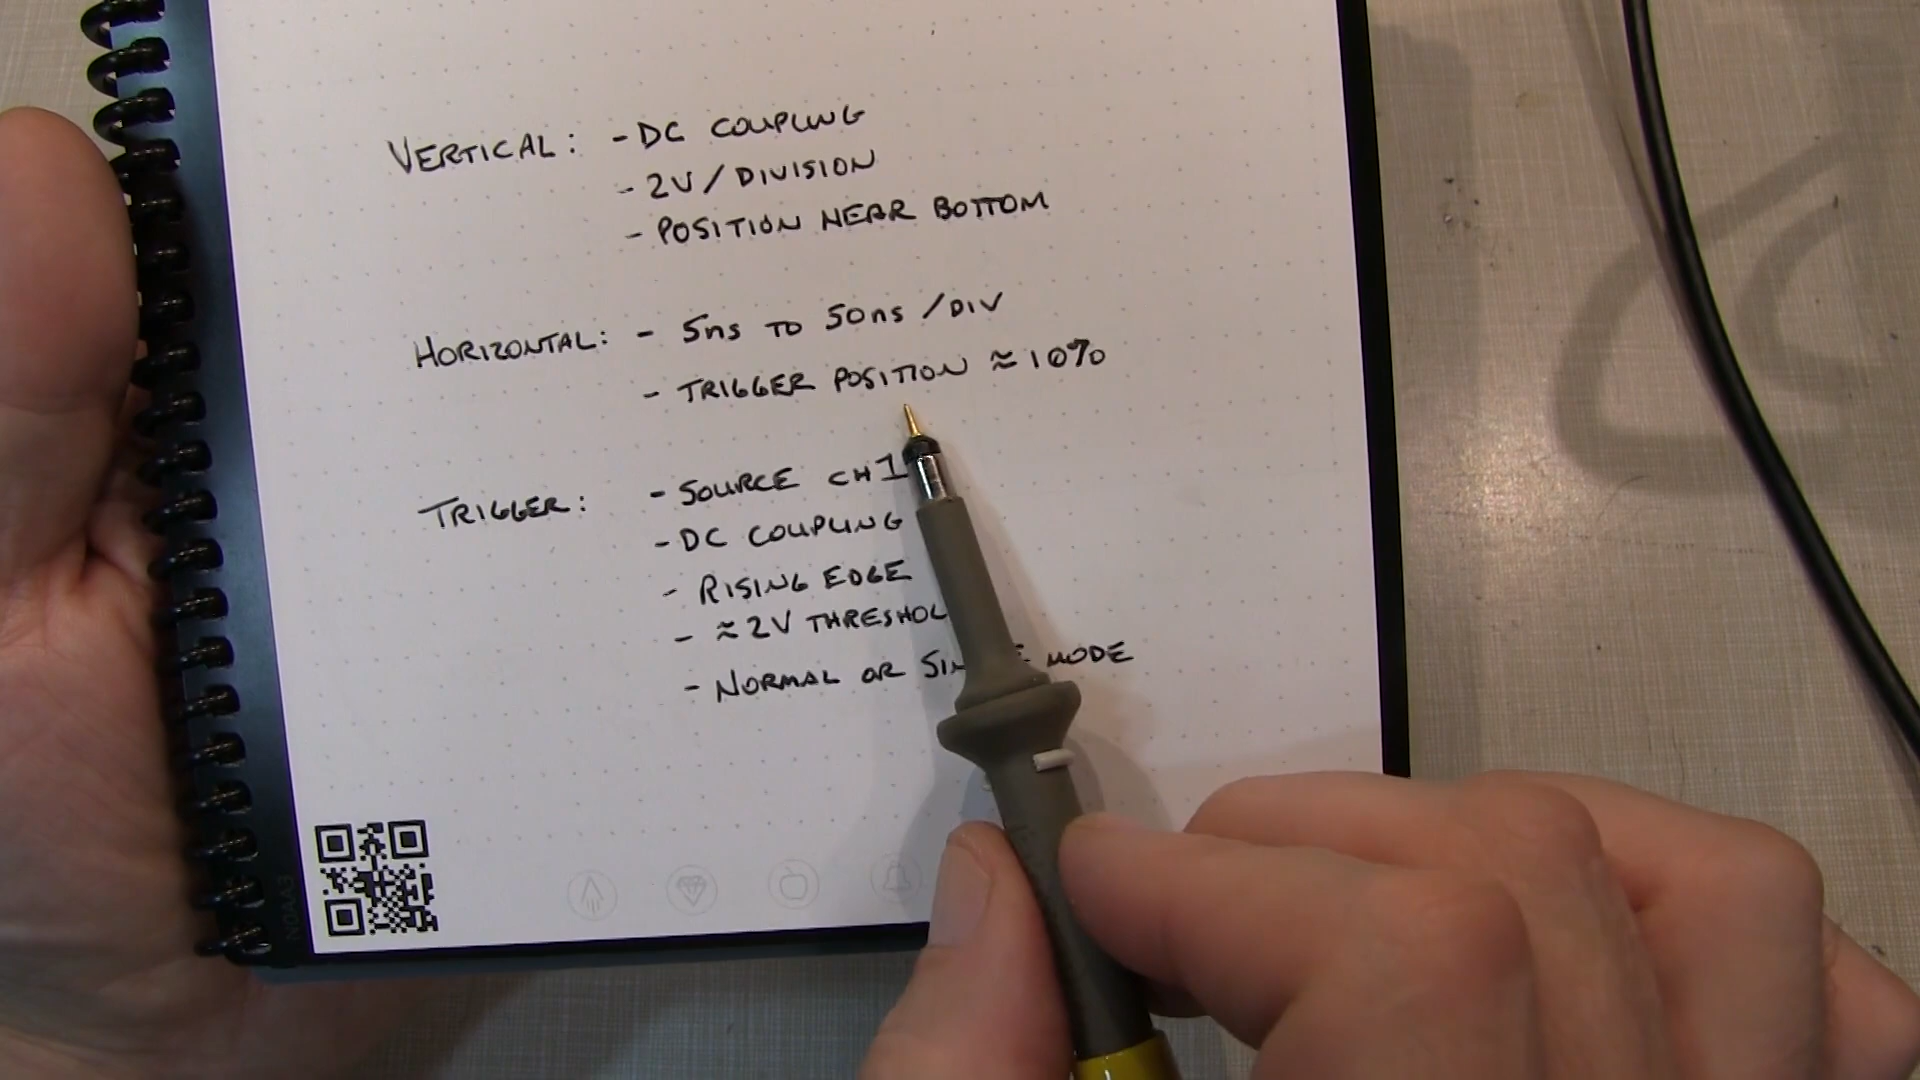 VERTICAL: - DC COUPLING
- 2V/DIVISION
- POSITION NEAR BOTTOM
HORIZONTAL: - 5ns TO 50ns /DIV
- TRIGGER POSITION ≈ 10%
TRIGGER: - SOURCE CH1
- DC COUPLING
- RISING EDGE
- ≈2V THRESHOL
- NORMAL OR MODE